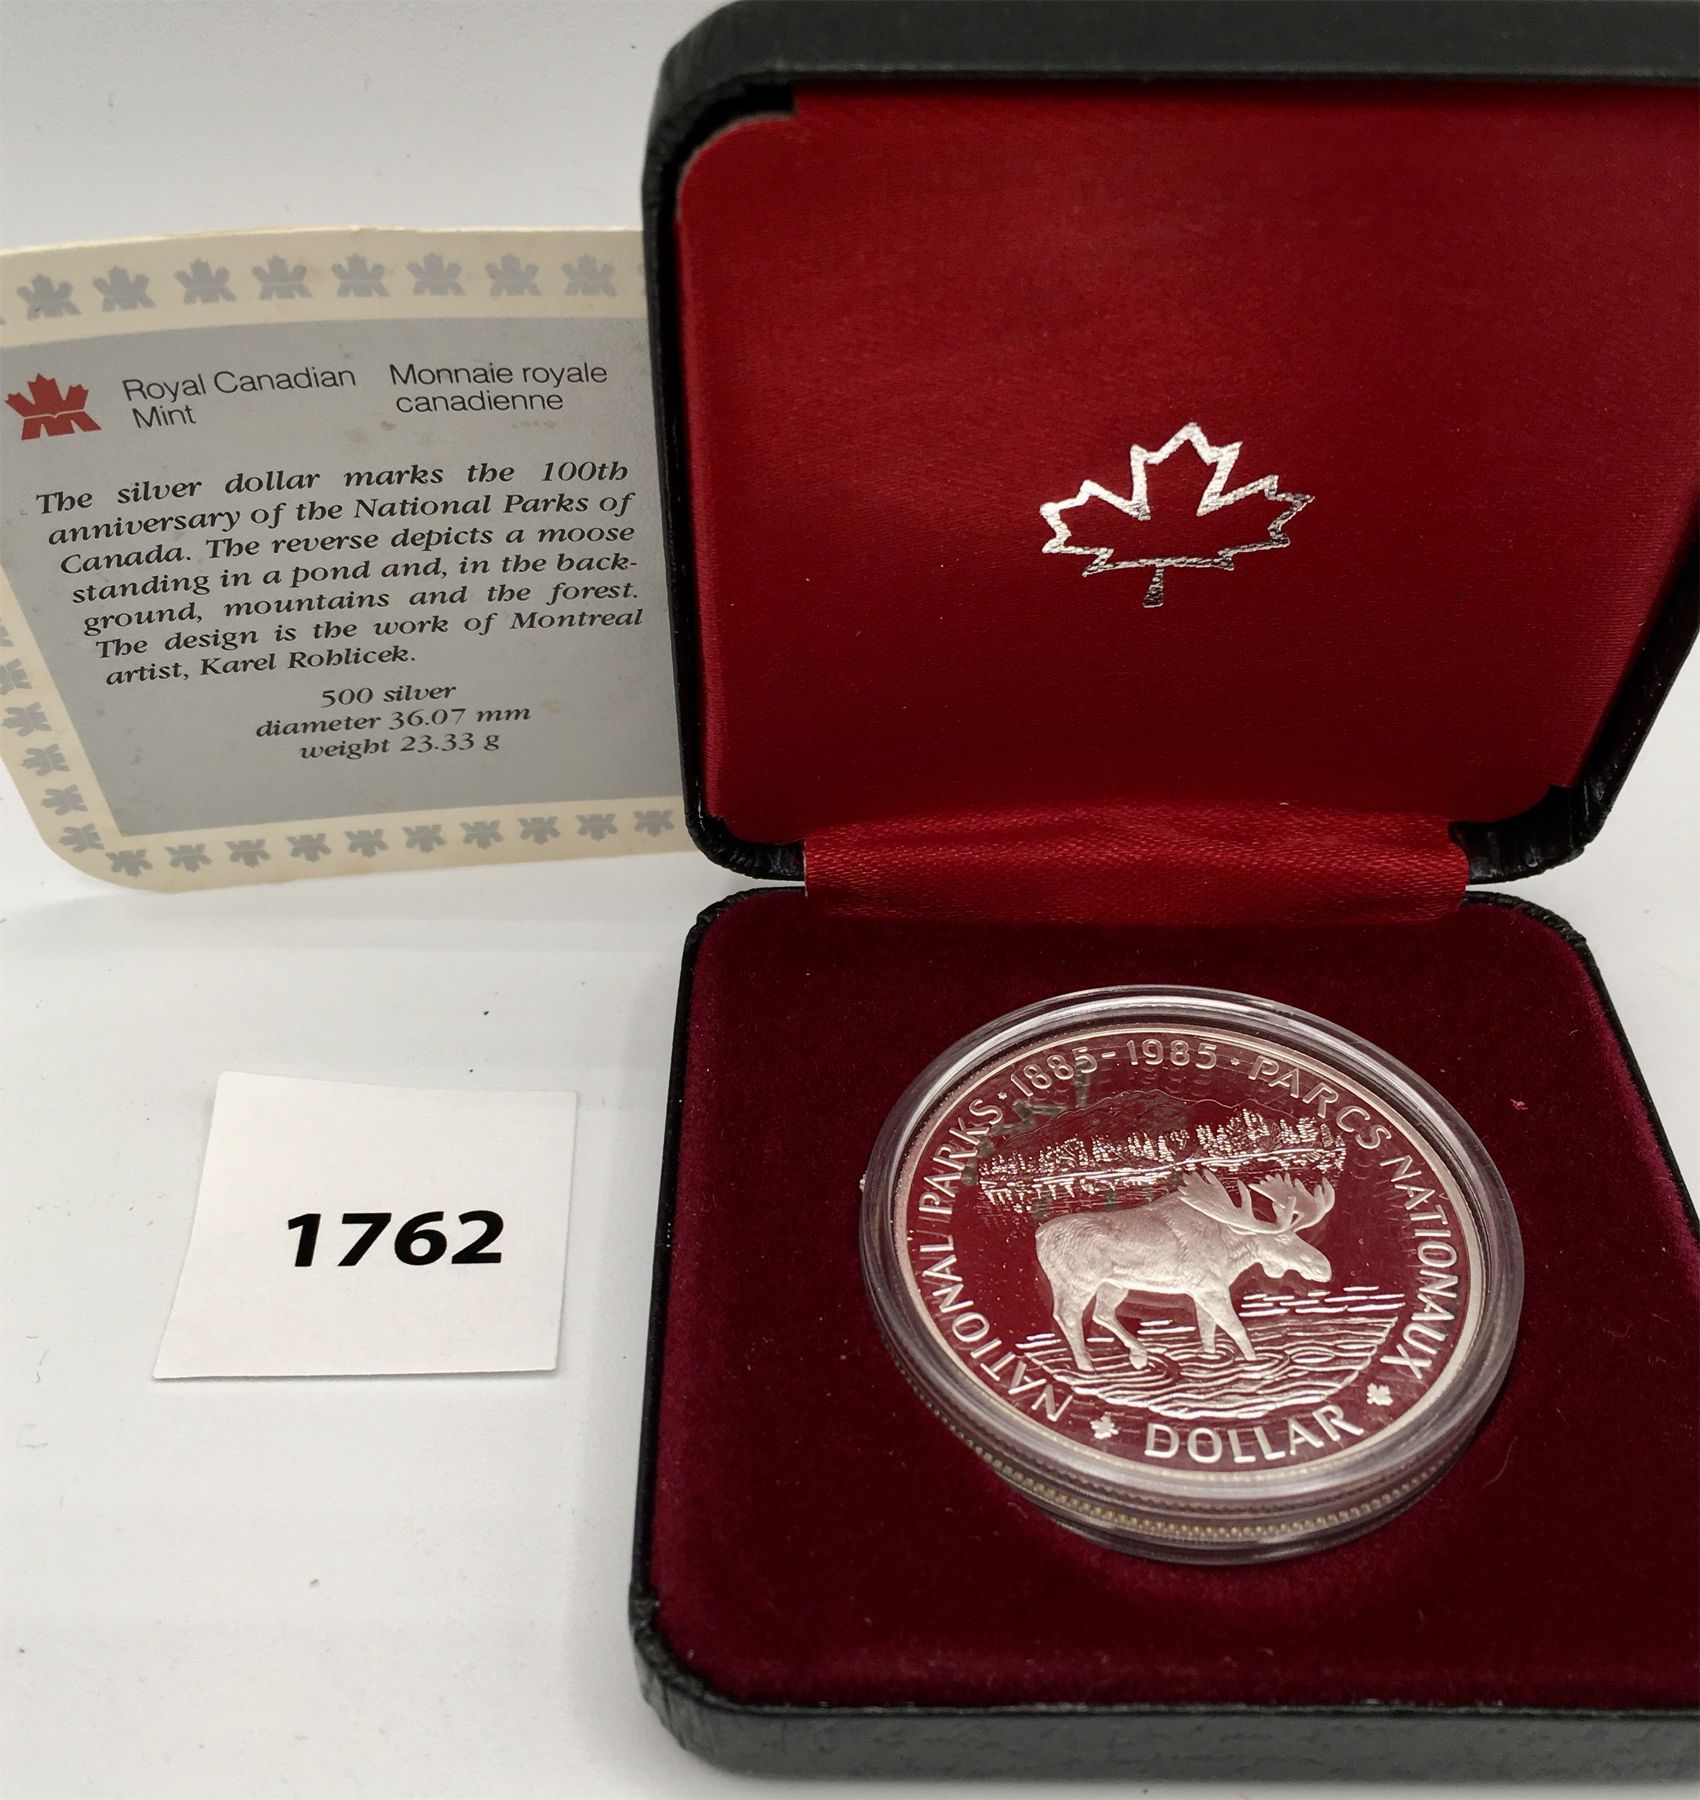 Royal Canadian Mint
Monnaie royale canadienne
The silver dollar marks the 100th
anniversary of the National Parks of
Canada. The reverse depicts a moose
standing in a pond and, in the back-
ground, mountains and the forest.
The design is the work of Montreal
artist, Karel Rohlicek.
500 silver
diameter 36.07 mm
weight 23.33 g
1762
NATIONAL PARKS · 1885-1985 · PARCS NATIONAUX
DOLLAR